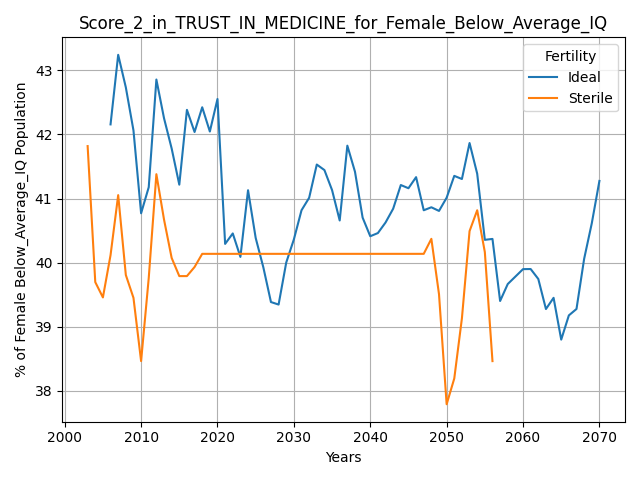 Score_2_in_TRUST_IN_MEDICINE_for_Female_Below_Average_IQ
% of Female Below_Average_IQ Population
43
42
41
40
39
38
Fertility
Ideal
Sterile
2000 2010 2020 2030 2040 2050 2060 2070
Years